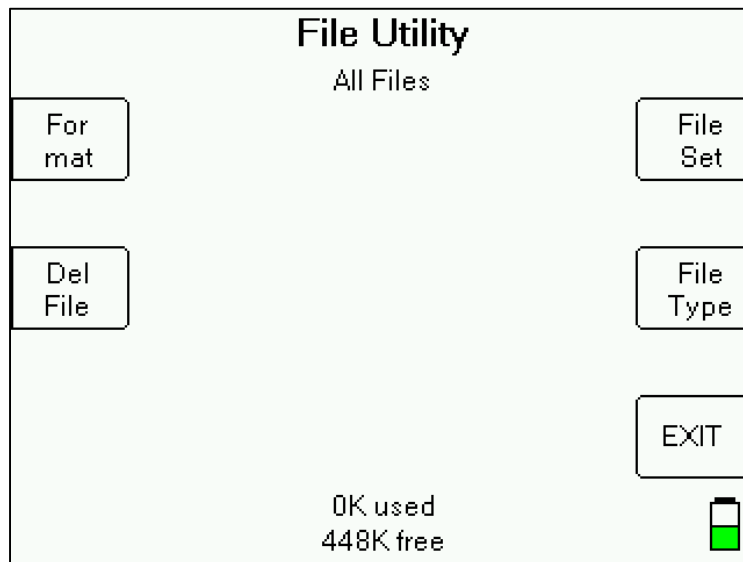 File Utility
All Files
For
mat
File
Set
Del
File
File
Type
EXIT
0K used
448K free